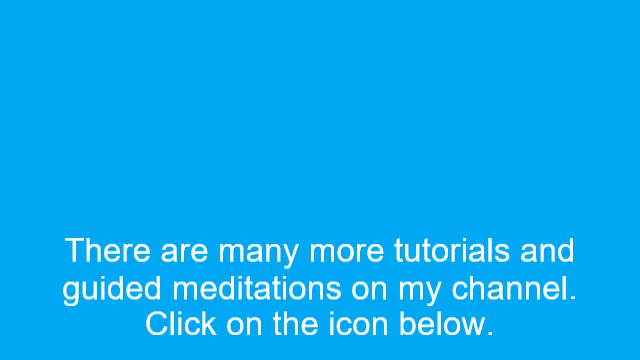 There are many more tutorials and
guided meditations on my channel.
Click on the icon below.